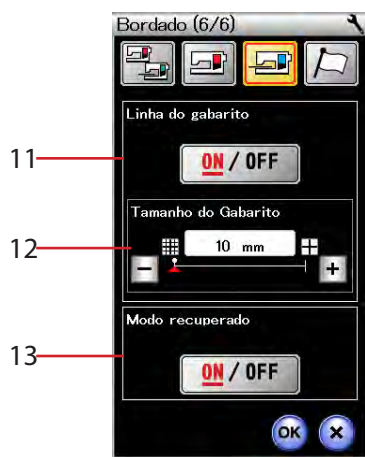 Bordado (6/6)
Linha do gabarito
11
ON / OFF
Tamanho do Gabarito
12
10 mm
- +
Modo recuperado
13
ON / OFF
OK X